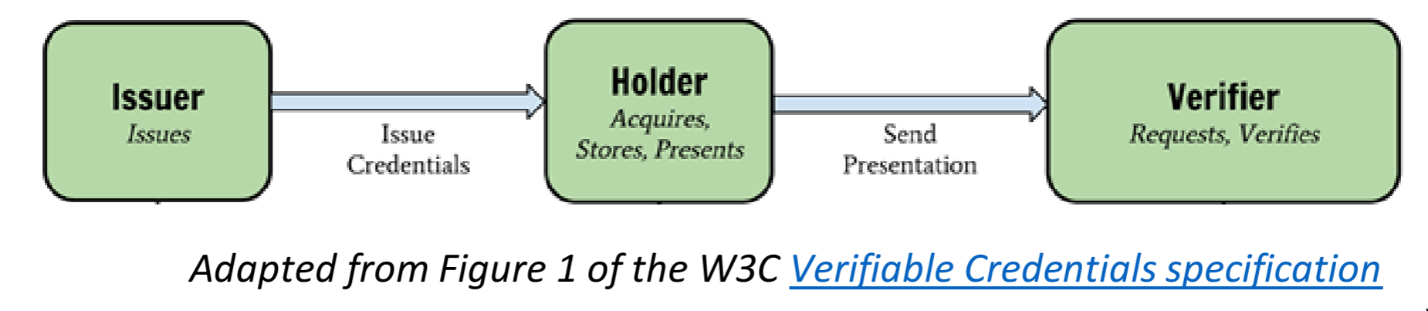 Issuer
Issues
Issue
Credentials
Holder
Acquires,
Stores, Presents
Send
Presentation
Verifier
Requests, Verifies
Adapted from Figure 1 of the W3C Verifiable Credentials specification